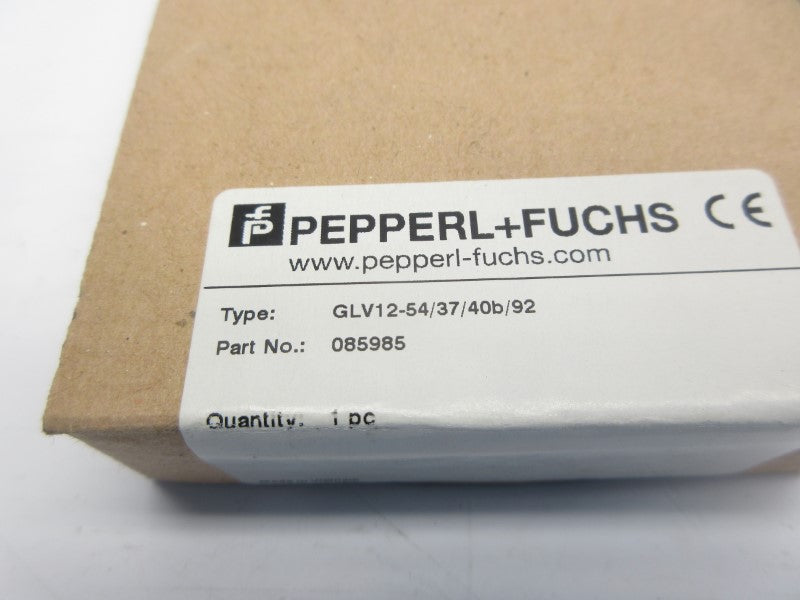 PEPPERL+FUCHS CE
www.pepperl-fuchs.com
Type: GLV12-54/37/40b/92
Part No.: 085985
Quantity: 1 pc